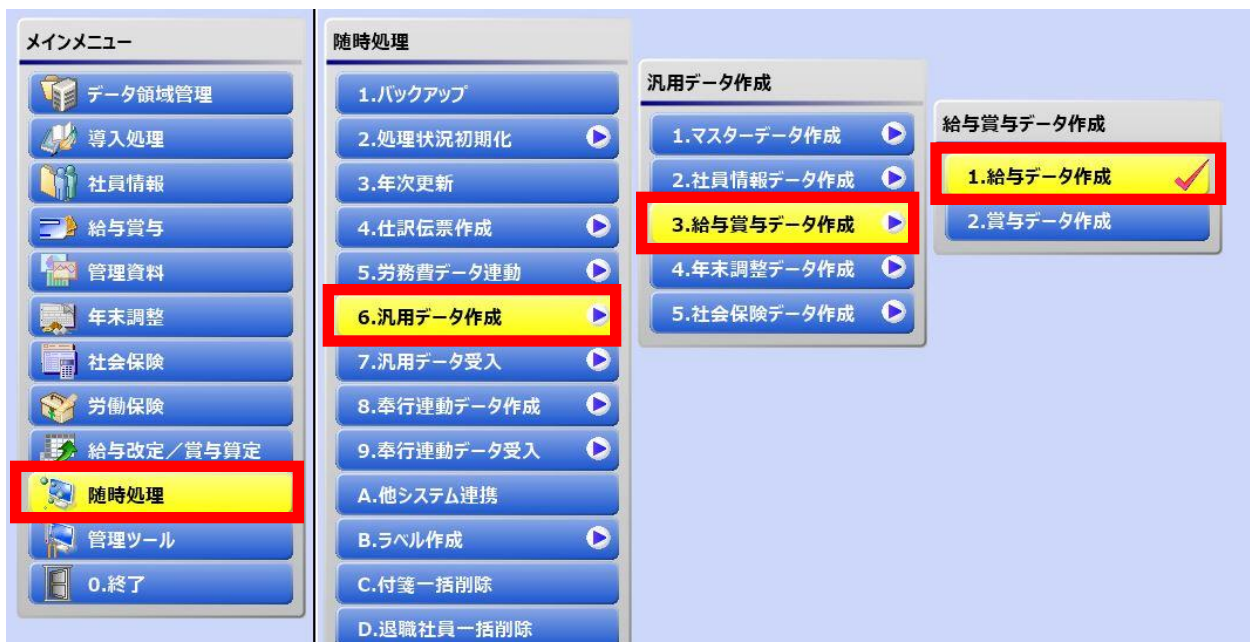 メインメニュー
データ領域管理
導入処理
社員情報
給与賞与
管理資料
年末調整
社会保険
労働保険
給与改定／賞与算定
随時処理
管理ツール
0.終了
随時処理
1.バックアップ
2.処理状況初期化
3.年次更新
4.仕訳伝票作成
5.労務費データ連動
6.汎用データ作成
7.汎用データ受入
8.奉行連動データ作成
9.奉行連動データ受入
A.他システム連携
B.ラベル作成
C.付箋一括削除
D.退職社員一括削除
汎用データ作成
1.マスターデータ作成
2.社員情報データ作成
3.給与賞与データ作成
4.年末調整データ作成
5.社会保険データ作成
給与賞与データ作成
1.給与データ作成
2.賞与データ作成